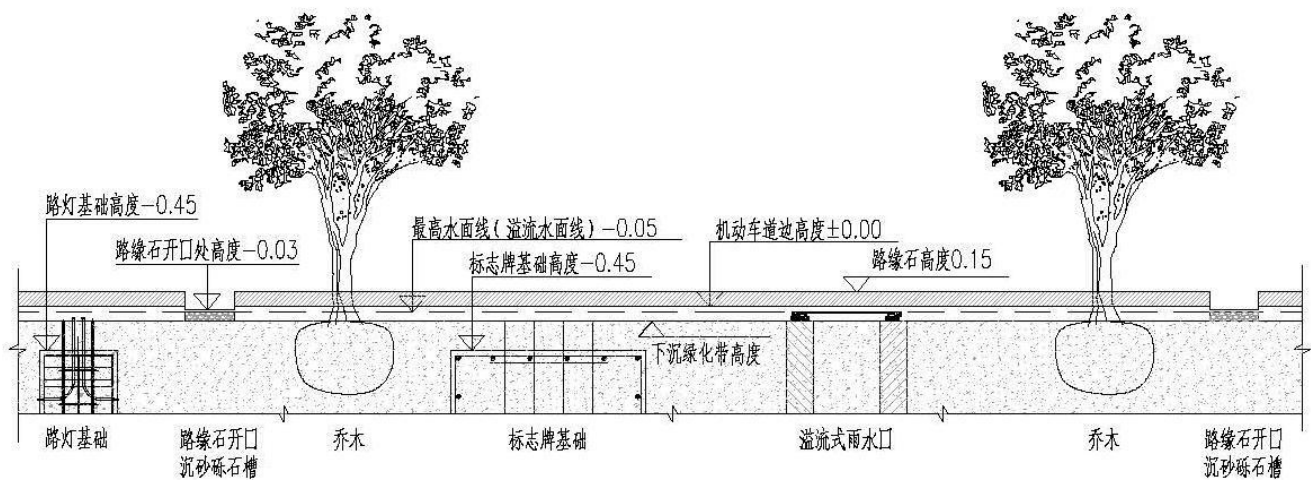 路灯基础高度-0.45
路缘石开口处高度-0.03
最高水面线(溢流水面线)-0.05
标志牌基础高度-0.45
机动车道边高度±0.00
路缘石高度0.15
下沉绿化带高度
路灯基础
路缘石开口
沉砂砾石槽
乔木
标志牌基础
溢流式雨水口
乔木
路缘石开口
沉砂砾石槽